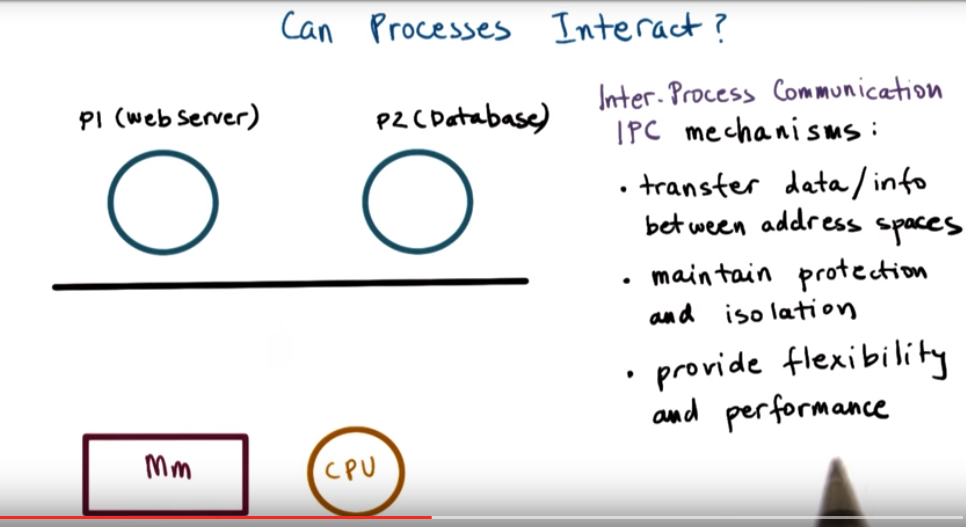 Can Processes Interact?
P1 (Web Server)
P2 (Database)
Inter-Process Communication
IPC mechanisms:
• transfer data/info
between address spaces
• maintain protection
and isolation
• provide flexibility
and performance
Mm
CPU